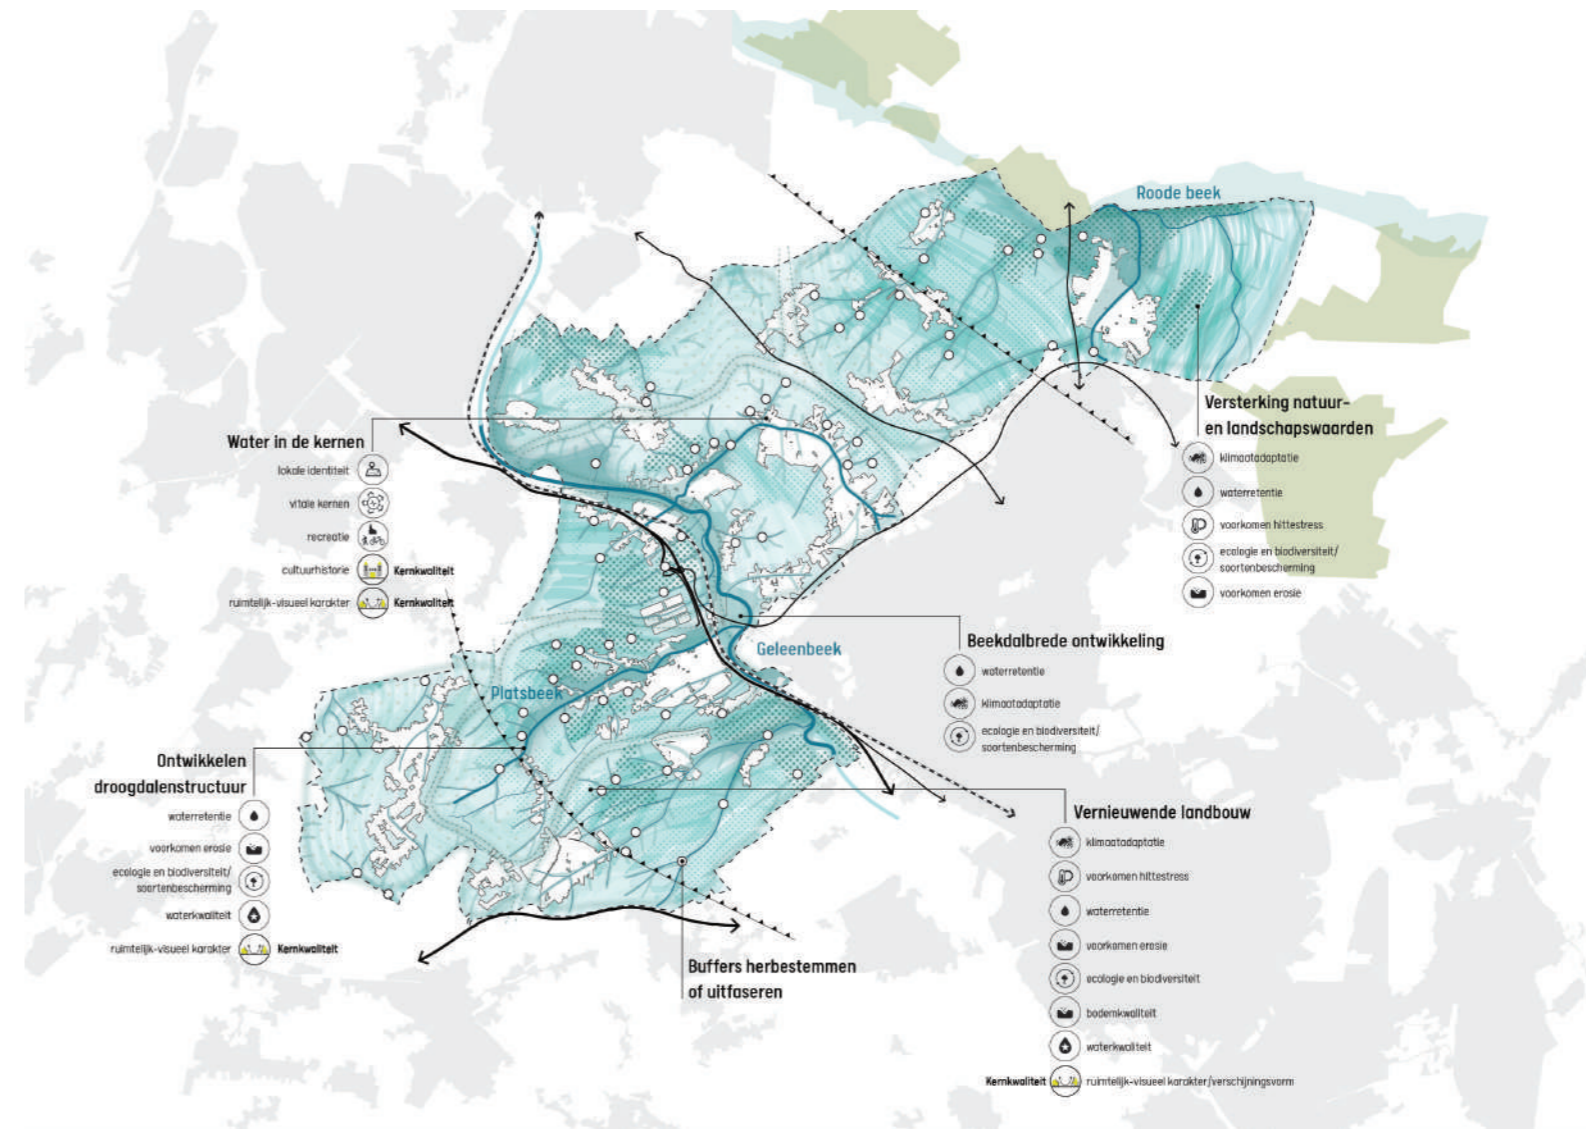 Roode beek
Versterking natuur-
en landschapswaarden
klimaatadaptatie
waterretentie
voorkomen hittestress
ecologie en biodiversiteit/
soortenbescherming
voorkomen erosie
Water in de kernen
lokale identiteit
vitale kernen
recreatie
cultuurhistorie
Kernkwaliteit
ruimtelijk-visueel karakter
Kernkwaliteit
Beekdalbrede ontwikkeling
waterretentie
klimaatadaptatie
ecologie en biodiversiteit/
soortenbescherming
Geleenbeek
Platsbeek
Ontwikkelen
droogdalenstructuur
waterretentie
voorkomen erosie
ecologie en biodiversiteit/
soortenbescherming
waterkwaliteit
ruimtelijk-visueel karakter
Kernkwaliteit
Vernieuwende landbouw
klimaatadaptatie
voorkomen hittestress
waterretentie
voorkomen erosie
ecologie en biodiversiteit
bodemkwaliteit
waterkwaliteit
Kernkwaliteit
ruimtelijk-visueel karakter/verschijningsvorm
Buffers herbestemmen
of uitfaseren